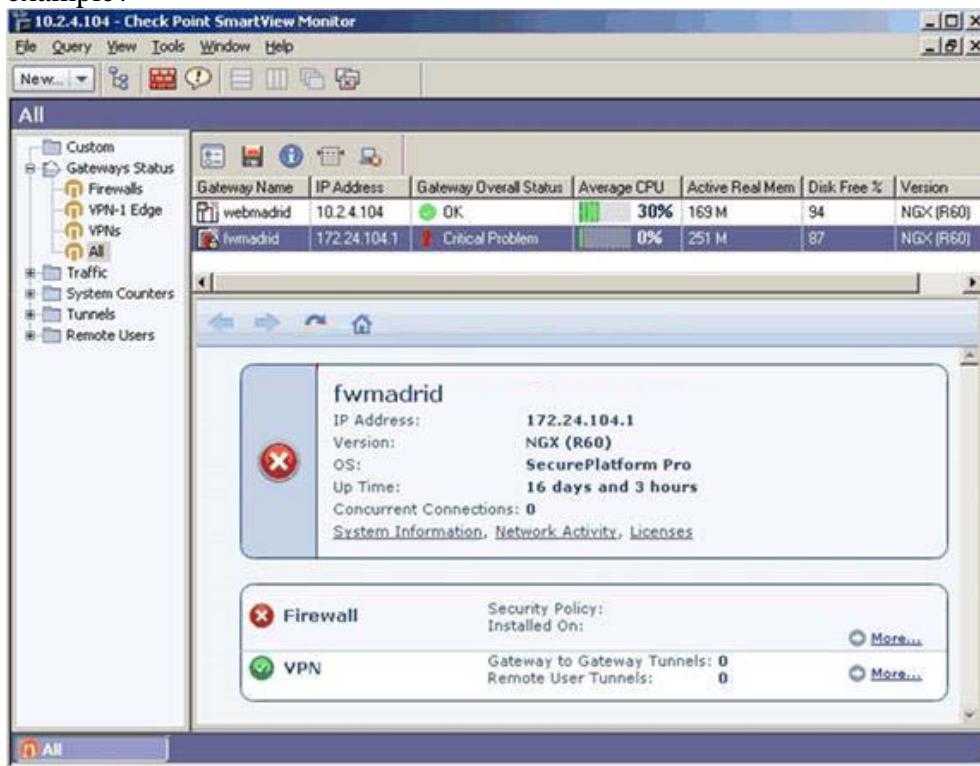 example?
10.2.4.104 - Check Point SmartView Monitor
File Query View Tools Window Help
New...
All
Custom
Gateways Status
Firewalls
VPN-1 Edge
VPNs
All
Traffic
System Counters
Tunnels
Remote Users
Gateway Name IP Address Gateway Overall Status Average CPU Active Real Mem Disk Free % Version
webmadrid 10.2.4.104 OK 30% 169 M 94 NGX (R60)
fwmadrid 172.24.104.1 Critical Problem 0% 251 M 87 NGX (R60)
fwmadrid
IP Address: 172.24.104.1
Version: NGX (R60)
OS: SecurePlatform Pro
Up Time: 16 days and 3 hours
Concurrent Connections: 0
System Information, Network Activity, Licenses
Firewall
Security Policy:
Installed On:
More...
VPN
Gateway to Gateway Tunnels: 0
Remote User Tunnels: 0
More...
All